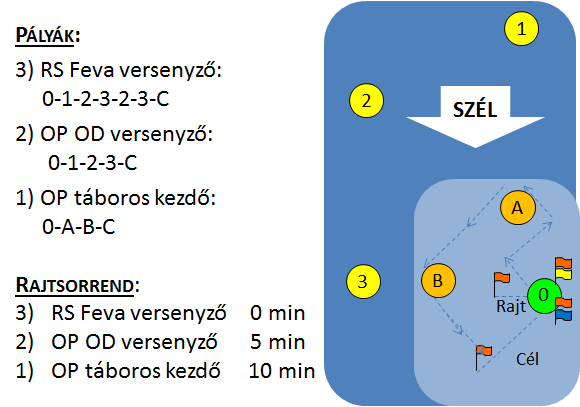 PÁLYÁK:
3) RS Feva versenyző:
0-1-2-3-2-3-C
2) OP OD versenyző:
0-1-2-3-C
1) OP táboros kezdő:
0-A-B-C
RAJTSORREND:
3) RS Feva versenyző 0 min
2) OP OD versenyző 5 min
1) OP táboros kezdő 10 min
1
2
SZÉL
A
3
B
0
Rajt
Cél